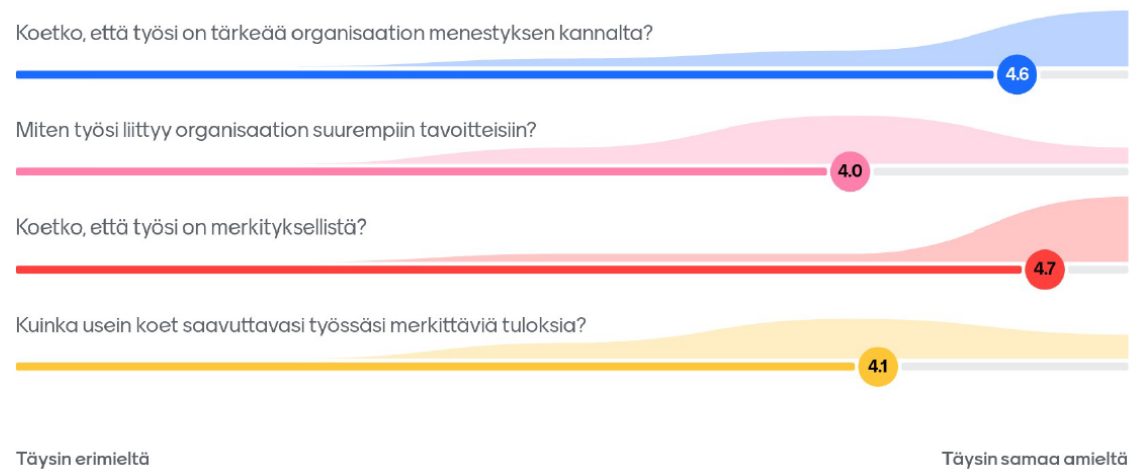 Koetko, että työsi on tärkeää organisaation menestyksen kannalta?
4.6
Miten työsi liittyy organisaation suurempiin tavoitteisiin?
4.0
Koetko, että työsi on merkityksellistä?
4.7
Kuinka usein koet saavuttavasi työssäsi merkittäviä tuloksia?
4.1
Täysin erimieltä
Täysin samaa amieltä